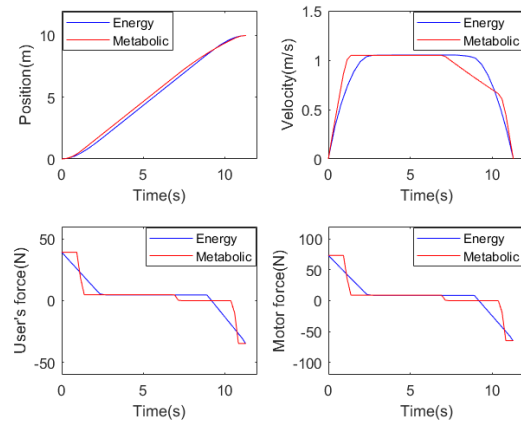 Energy
Metabolic
Position(m)
10
5
0
0
5
10
Time(s)
Energy
Metabolic
Velocity(m/s)
1.5
1
0.5
0
0
5
10
Time(s)
Energy
Metabolic
User's force(N)
50
0
-50
0
5
10
Time(s)
Energy
Metabolic
Motor force(N)
100
50
0
-50
-100
0
5
10
Time(s)